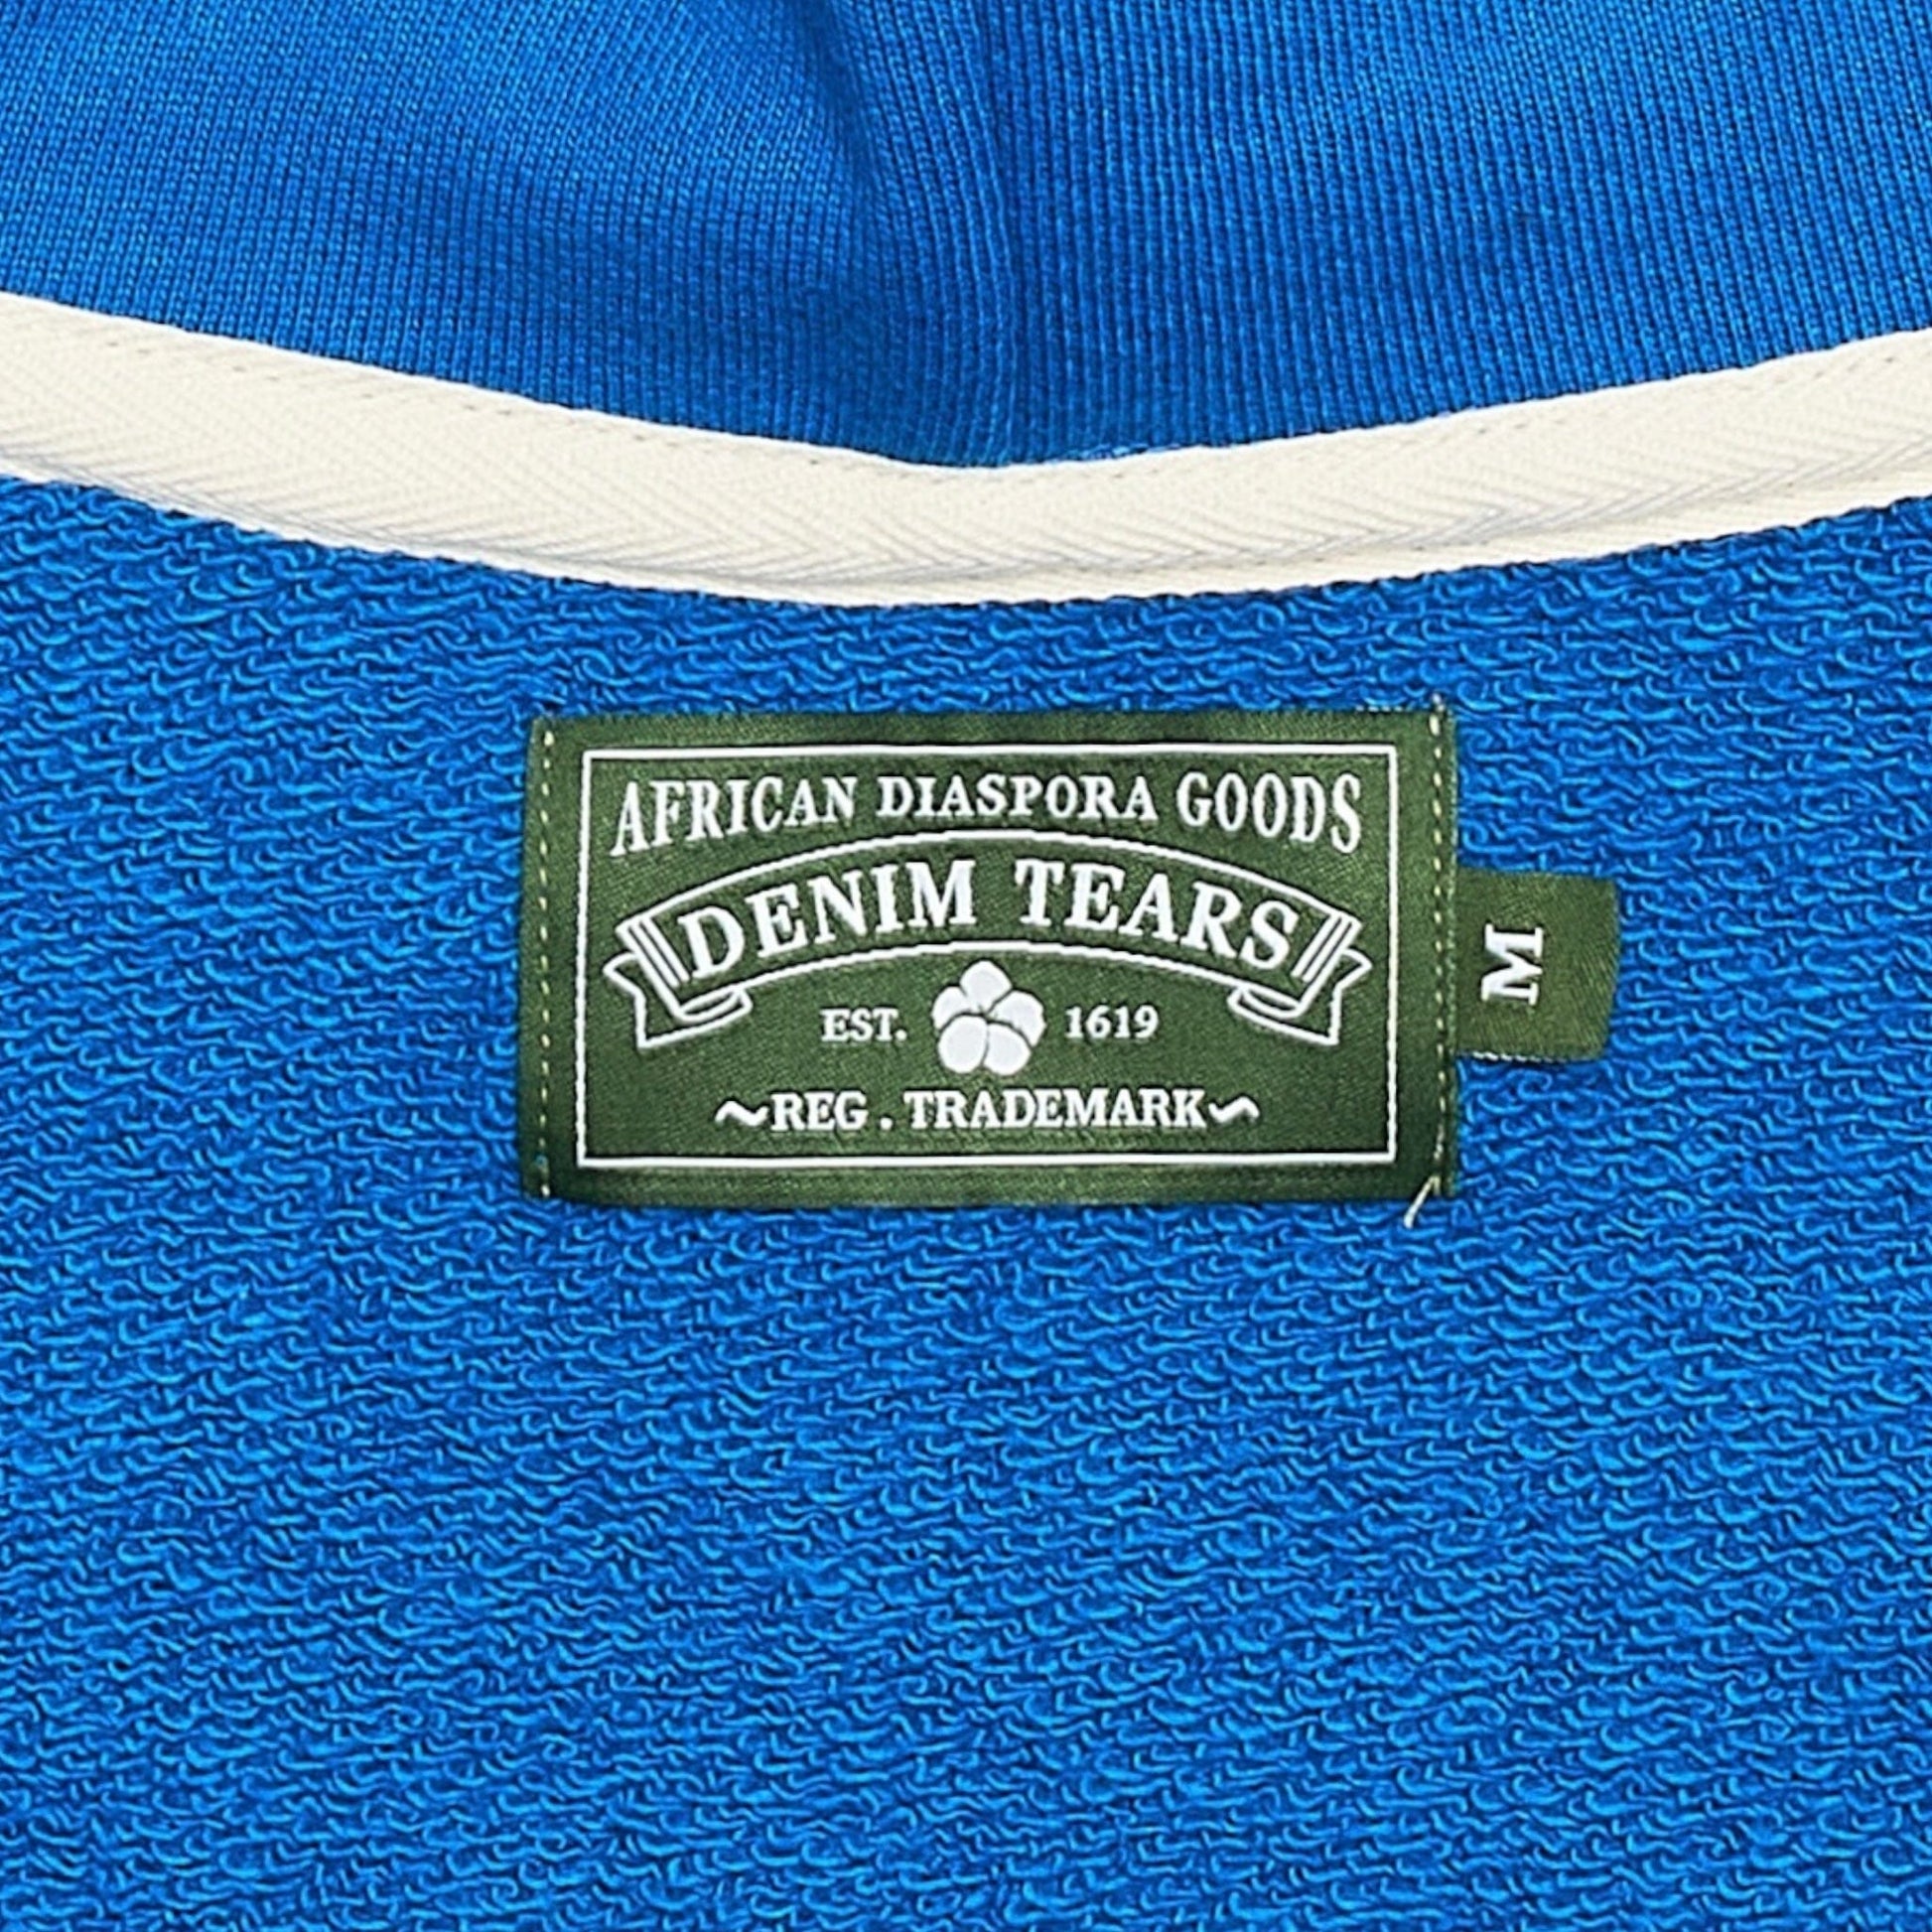 AFRICAN DIASPORA GOODS
DENIM TEARS
EST. 1619
~REG . TRADEMARK~
M